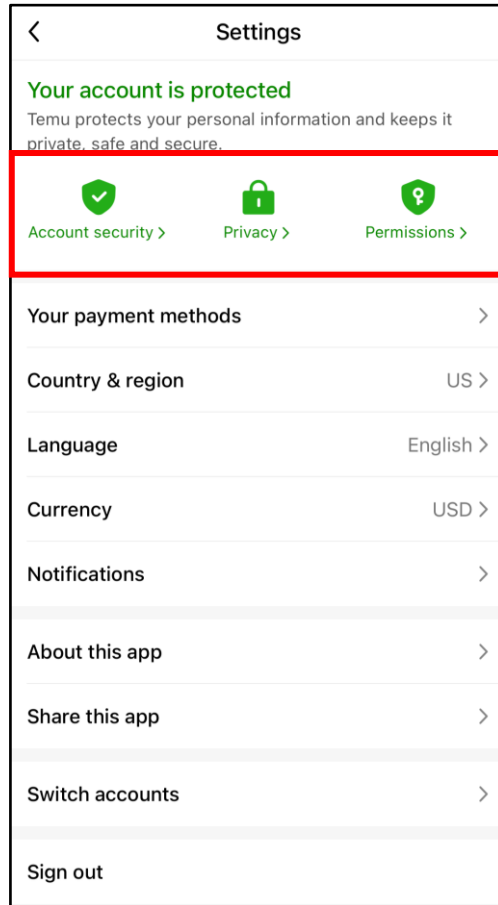 Settings
Your account is protected
Temu protects your personal information and keeps it
private, safe and secure.
Account security >
Privacy >
Permissions >
Your payment methods >
Country & region US >
Language English >
Currency USD >
Notifications >
About this app >
Share this app >
Switch accounts >
Sign out